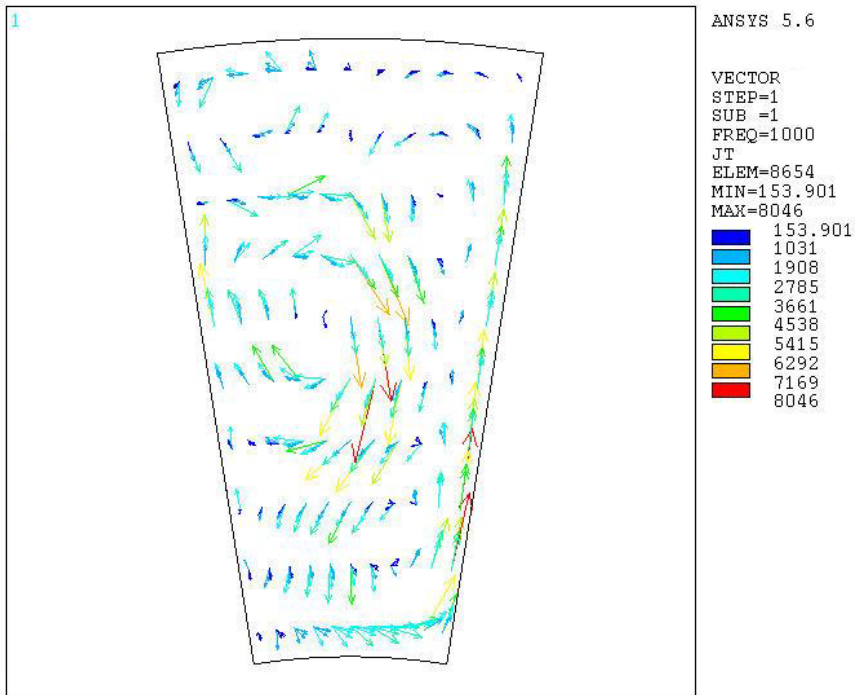 1
ANSYS 5.6
VECTOR
STEP=1
SUB =1
FREQ=1000
JT
ELEM=8654
MIN=153.901
MAX=8046
153.901
1031
1908
2785
3661
4538
5415
6292
7169
8046